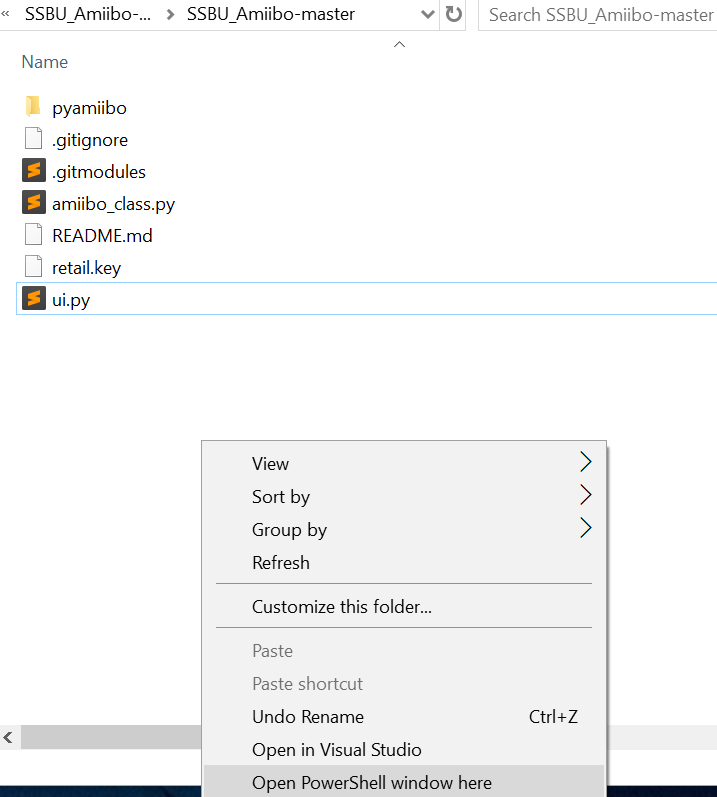 « SSBU_Amiibo-... > SSBU_Amiibo-master
Search SSBU_Amiibo-master
Name
pyamiibo
.gitignore
.gitmodules
amiibo_class.py
README.md
retail.key
ui.py
View
Sort by
Group by
Refresh
Customize this folder...
Paste
Paste shortcut
Undo Rename Ctrl+Z
Open in Visual Studio
Open PowerShell window here